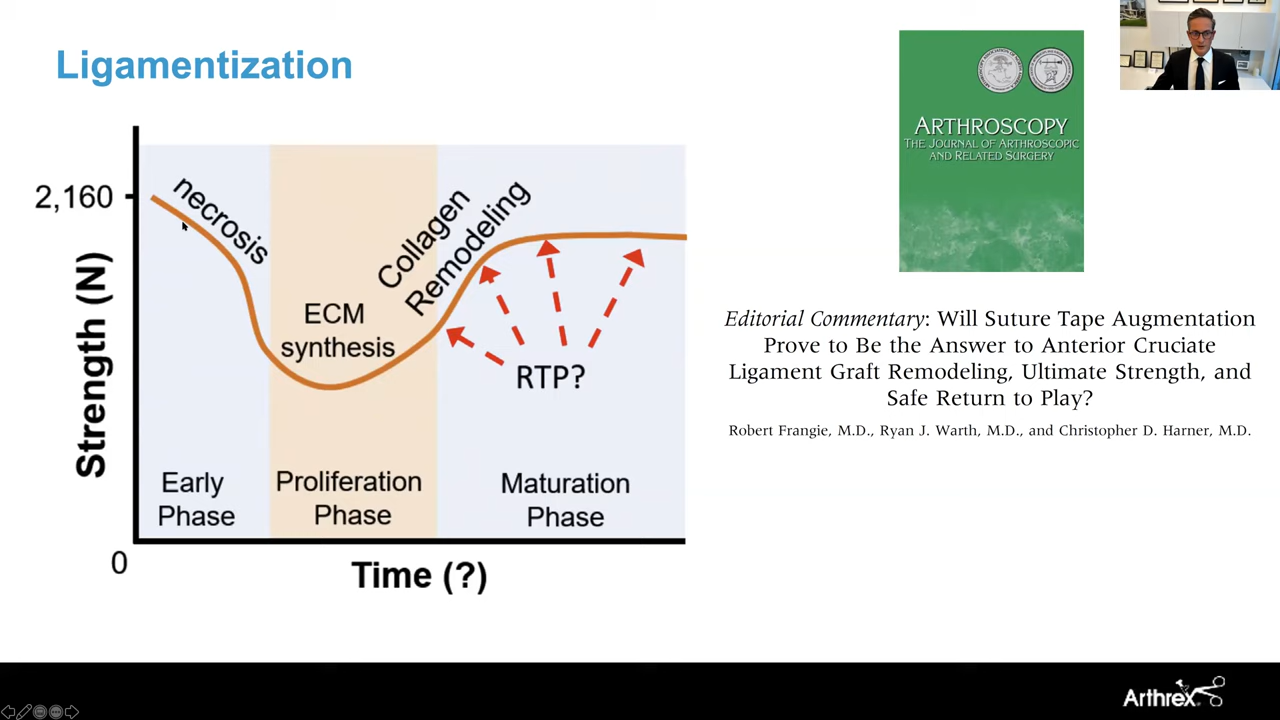 Ligamentization
2,160
Strength (N)
necrosis
ECM
synthesis
Collagen
Remodeling
RTP?
Early
Phase
Proliferation
Phase
Maturation
Phase
0
Time (?)
ARTHROSCOPY
THE JOURNAL OF ARTHROSCOPIC
AND RELATED SURGERY
Editorial Commentary: Will Suture Tape Augmentation
Prove to Be the Answer to Anterior Cruciate
Ligament Graft Remodeling, Ultimate Strength, and
Safe Return to Play?
Robert Frangie, M.D., Ryan J. Warth, M.D., and Christopher D. Harner, M.D.
Arthrex